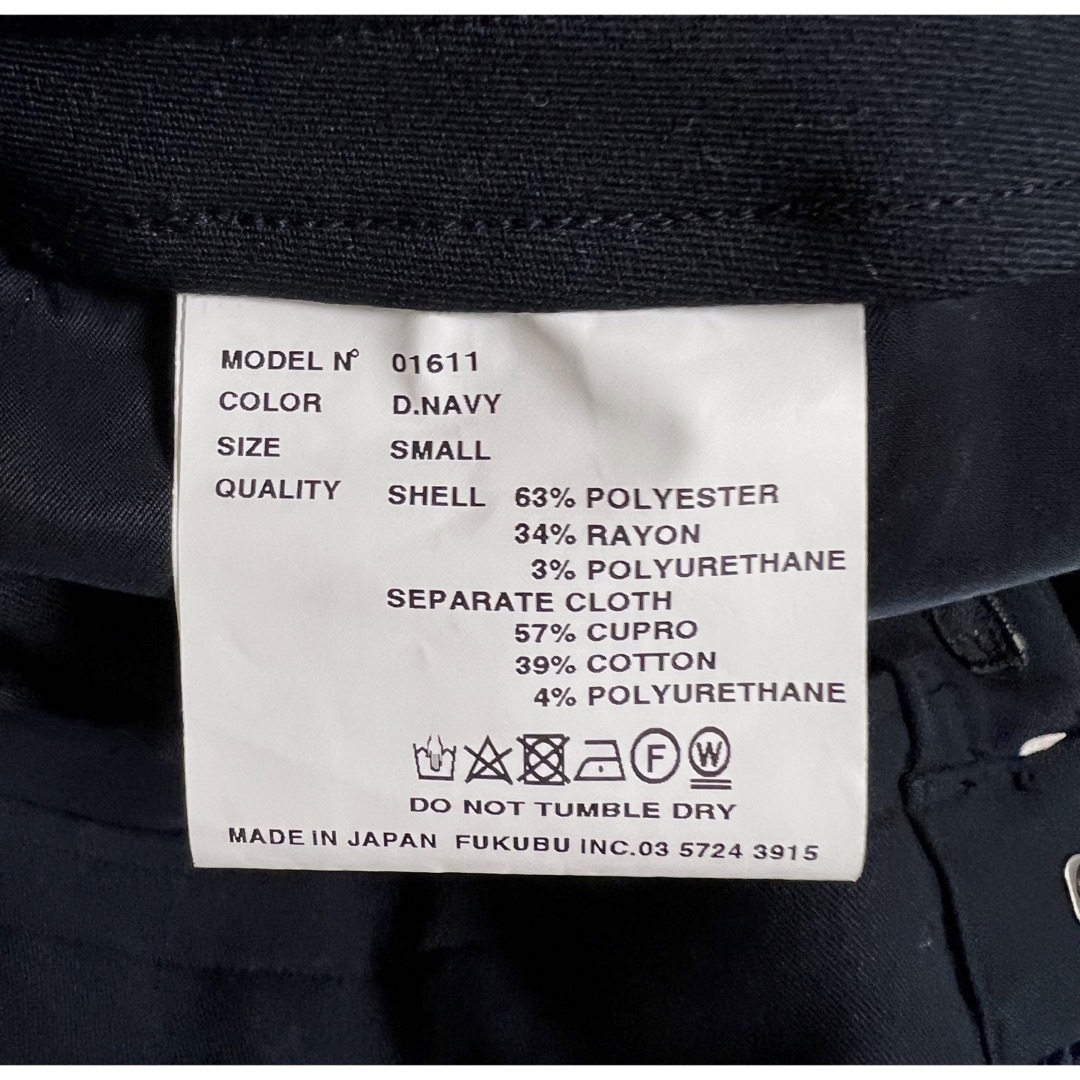 MODEL N° 01611
COLOR D.NAVY
SIZE SMALL
QUALITY SHELL 63% POLYESTER
34% RAYON
3% POLYURETHANE
SEPARATE CLOTH
57% CUPRO
39% COTTON
4% POLYURETHANE
F W
DO NOT TUMBLE DRY
MADE IN JAPAN FUKUBU INC.03 5724 3915